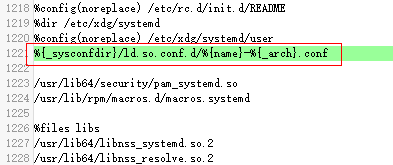 1218 %config(noreplace) /etc/rc.d/init.d/README
1219 %dir /etc/xdg/systemd
1220 %config(noreplace) /etc/xdg/systemd/user
1221 %{_sysconfdir}/ld.so.conf.d/%{name}-%{_arch}.conf
1222
1223 /usr/lib64/security/pam_systemd.so
1224 /usr/lib/rpm/macros.d/macros.systemd
1225
1226 %files libs
1227 /usr/lib64/libnss_systemd.so.2
1228 /usr/lib64/libnss_resolve.so.2